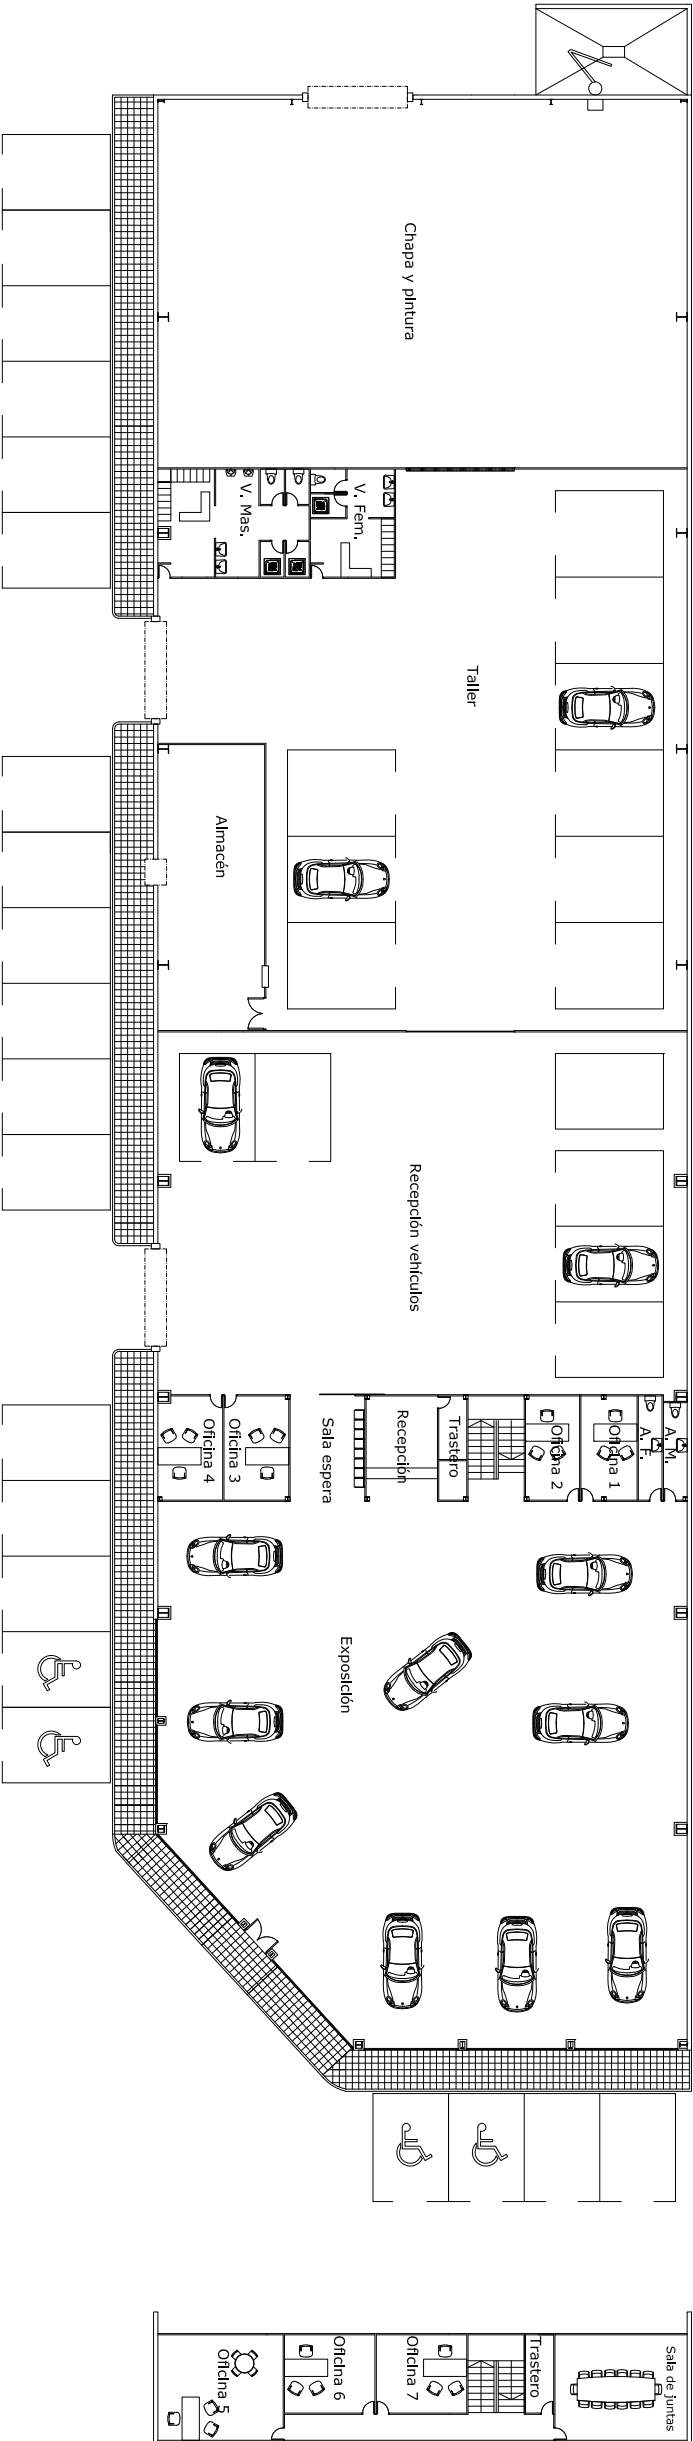 Chapa y pintura
V. Mas.
V. Fem.
Taller
Almacén
Recepción vehículos
Oficina 4
Oficina 3
Sala espera
Recepción
Trastero
Oficina 2
Oficina 1
A. F.
A. M.
Exposición
Oficina 5
Oficina 6
Oficina 7
Trastero
Sala de juntas